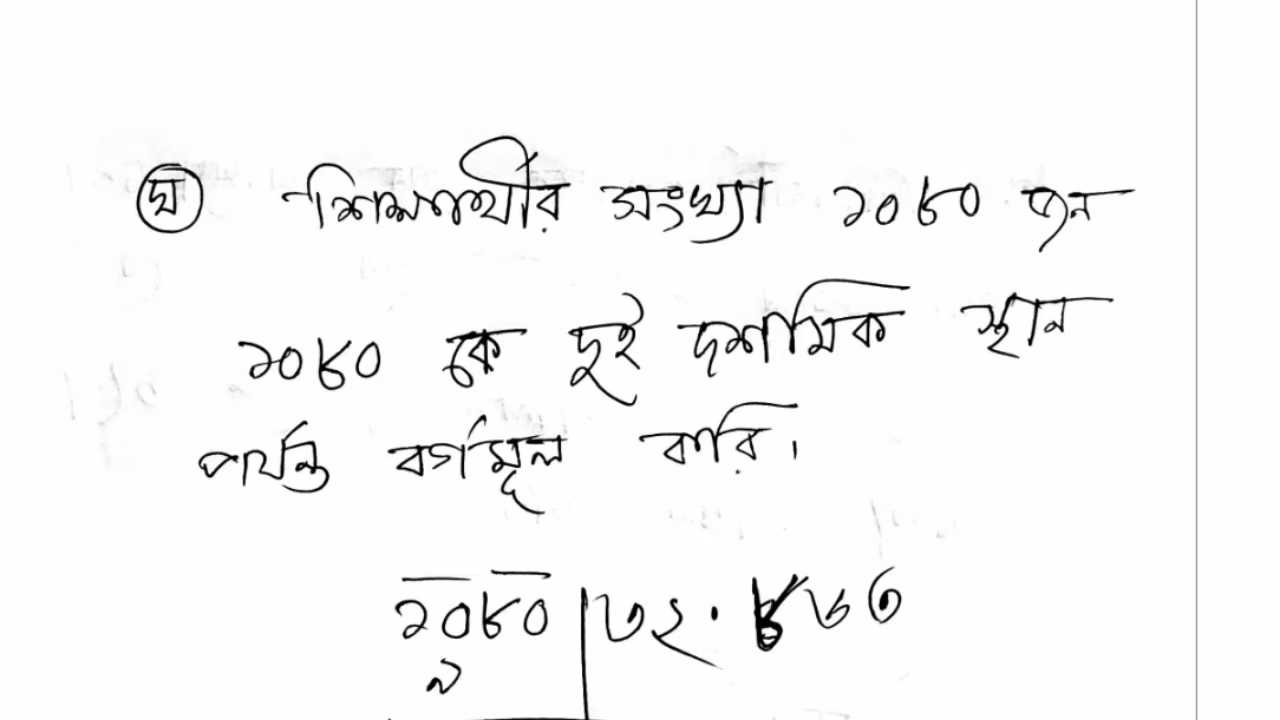 ঘ শিক্ষার্থীর সংখ্যা ১০৮০ জন
১০৮০ কে দুই দশমিক স্থান
পর্যন্ত বর্গমূল করি।
১০৮০ | ৩২.৮৬৩
৯